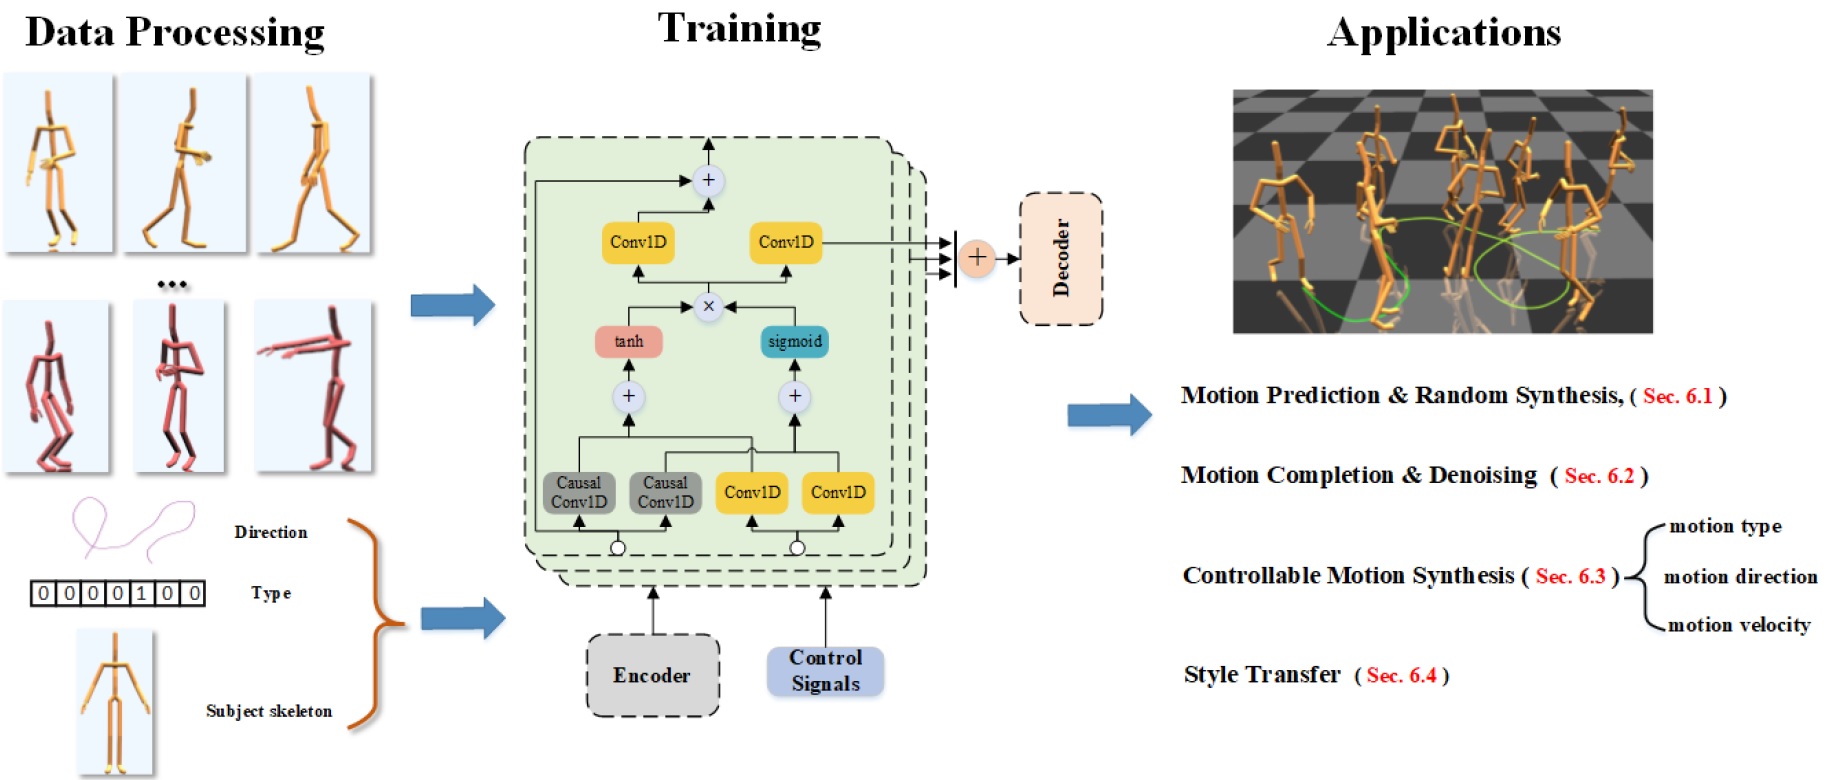 Data Processing
Training
Applications
...
Direction
0 0 0 0 1 0 0
Type
Subject skeleton
+
Conv1D
Conv1D
×
tanh
sigmoid
+
+
Causal
Conv1D
Causal
Conv1D
Conv1D
Conv1D
Encoder
Control
Signals
+
Decoder
Motion Prediction & Random Synthesis, ( Sec. 6.1 )
Motion Completion & Denoising ( Sec. 6.2 )
Controllable Motion Synthesis ( Sec. 6.3 )
motion type
motion direction
motion velocity
Style Transfer ( Sec. 6.4 )